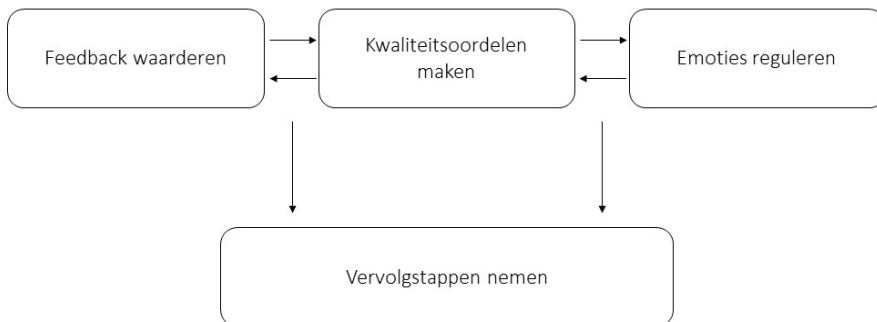 Feedback waarderen
Kwaliteitsoordelen
maken
Emoties reguleren
Vervolgstappen nemen